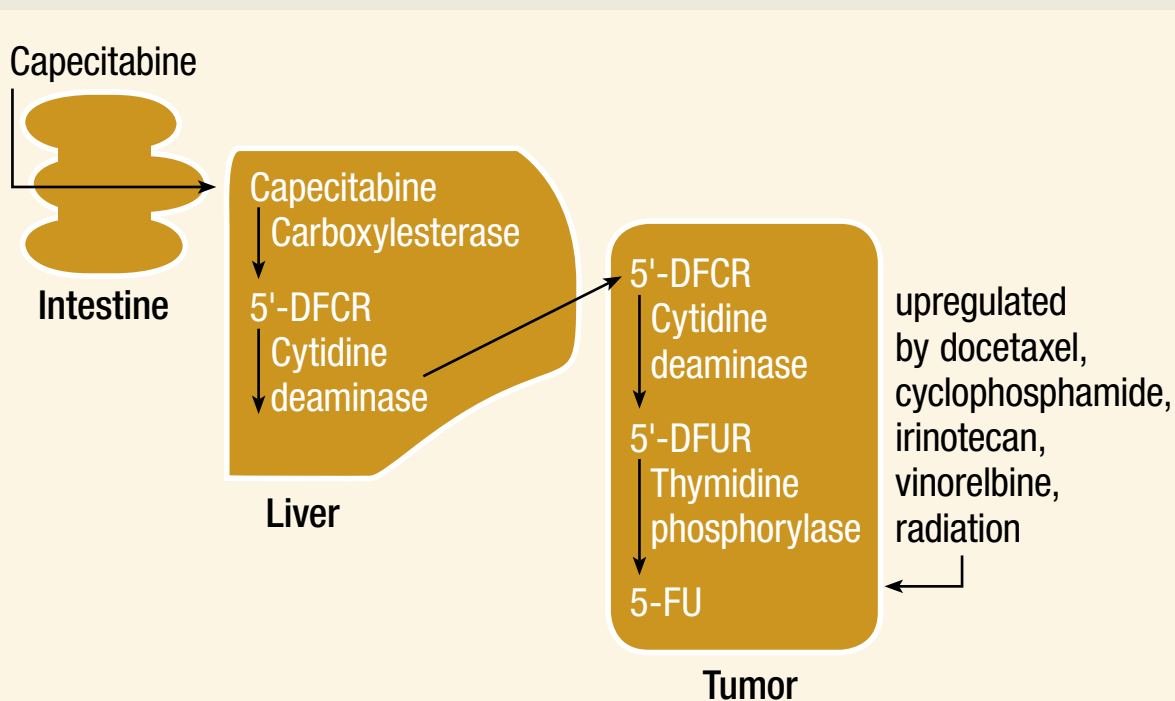 Capecitabine
Intestine
Capecitabine
Carboxylesterase
5'-DFCR
Cytidine
deaminase
Liver
5'-DFCR
Cytidine
deaminase
5'-DFUR
Thymidine
phosphorylase
5-FU
Tumor
upregulated
by docetaxel,
cyclophosphamide,
irinotecan,
vinorelbine,
radiation